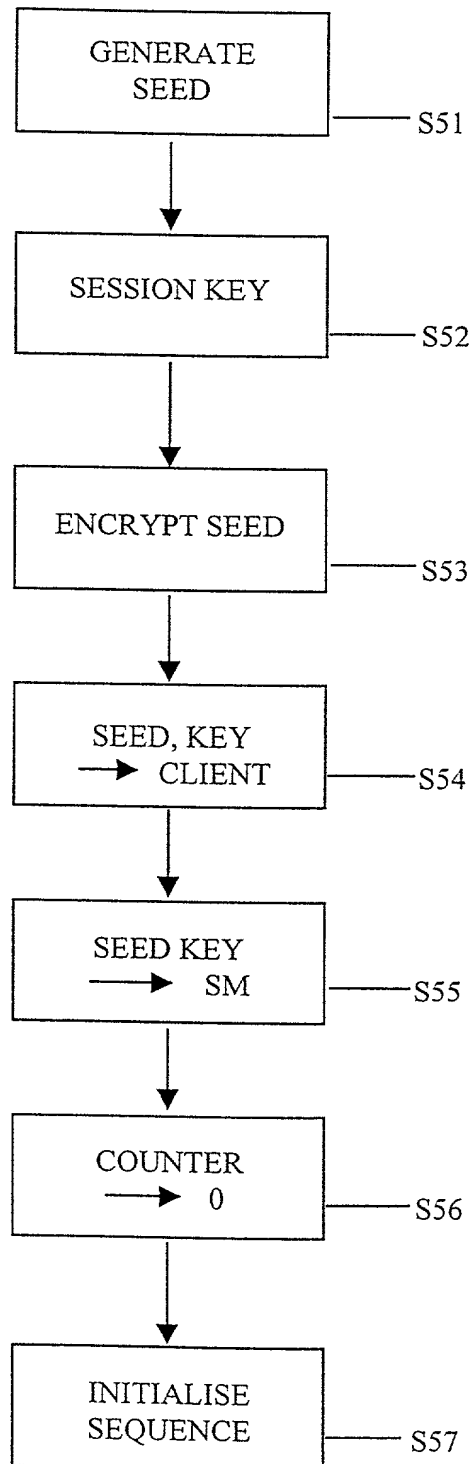 GENERATE
SEED
S51
SESSION KEY
S52
ENCRYPT SEED
S53
SEED, KEY
→ CLIENT
S54
SEED KEY
→ SM
S55
COUNTER
→ 0
S56
INITIALISE
SEQUENCE
S57